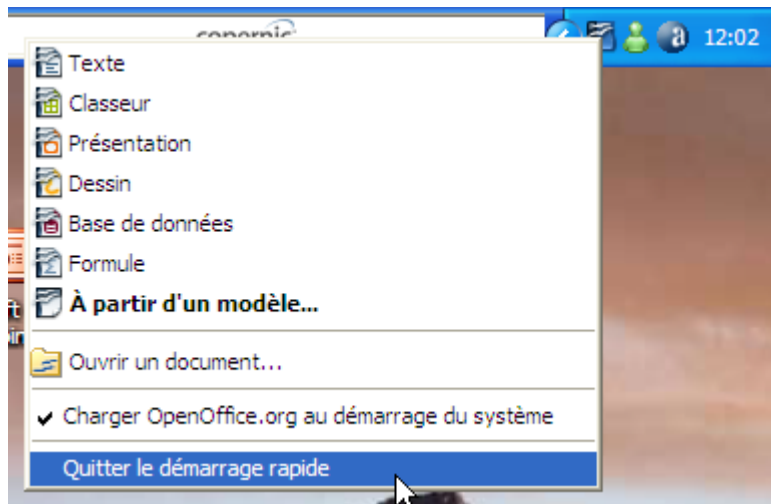 copernic
12:02
Texte
Classeur
Présentation
Dessin
Base de données
Formule
À partir d'un modèle...
Ouvrir un document...
Charger OpenOffice.org au démarrage du système
Quitter le démarrage rapide